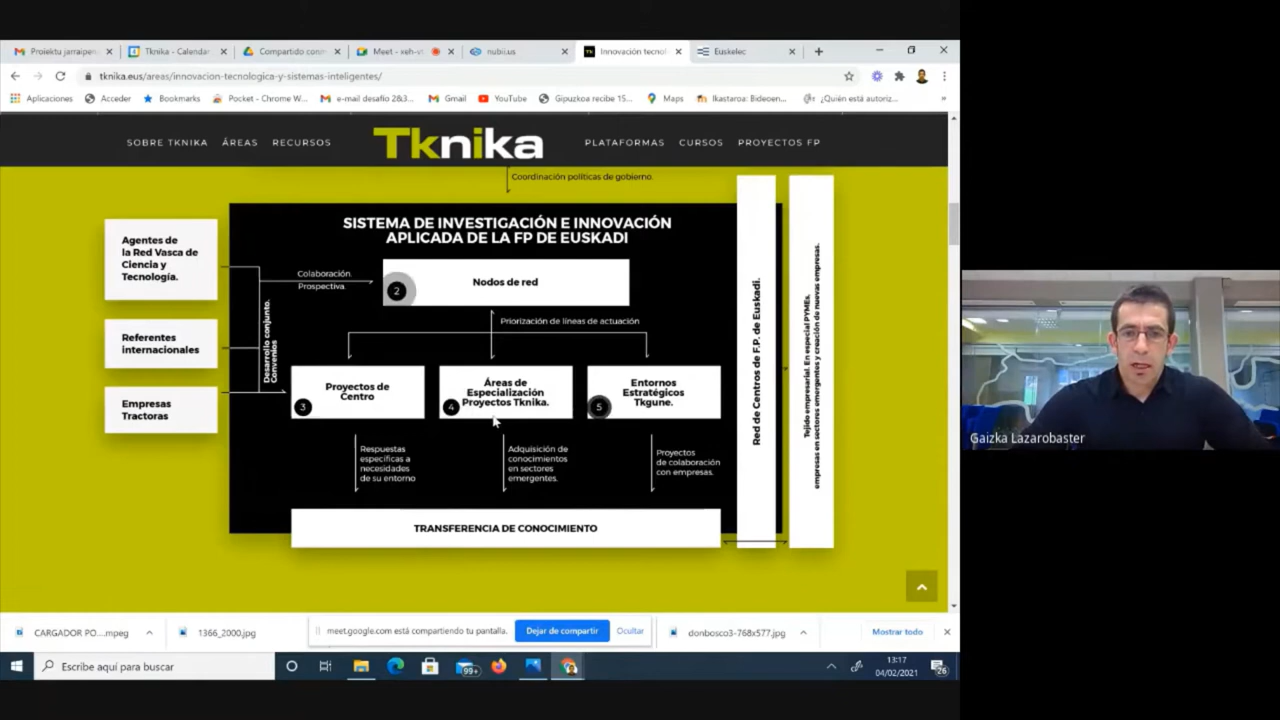 Proiektu jarraipen
Tknika - Calendar
Compartido conm
Meet - xeh-vt
nubii.us
Innovación tecnol
Euskelec
tknika.eus/areas/innovacion-tecnologica-y-sistemas-inteligentes/
Aplicaciones
Acceder
Bookmarks
Pocket - Chrome W...
e-mail desafio 2&3...
Gmail
YouTube
Gipuzkoa recibe 15...
Maps
Ikastaroa: Bideoen...
¿Quién está autoriz...
SOBRE TKNIKA
ÁREAS
RECURSOS
Tknika
PLATAFORMAS
CURSOS
PROYECTOS FP
Coordinación políticas de gobierno.
SISTEMA DE INVESTIGACIÓN E INNOVACIÓN
APLICADA DE LA FP DE EUSKADI
Agentes de
la Red Vasca de
Ciencia y
Tecnología.
Referentes
internacionales
Empresas
Tractoras
Colaboración.
Prospectiva.
Desarrollo conjunto.
Convenios
2
Nodos de red
Priorización de líneas de actuación
3
Proyectos de
Centro
4
Áreas de
Especialización
Proyectos Tknika.
5
Entornos
Estratégicos
Tkgune.
Respuestas
específicas a
necesidades
de su entorno
Adquisición de
conocimientos
en sectores
emergentes.
Proyectos
de colaboración
con empresas.
TRANSFERENCIA DE CONOCIMIENTO
Red de Centros de F.P. de Euskadi.
Tejido empresarial. En especial PYMEs.
empresas en sectores emergentes y creación de nuevas empresas.
Gaizka Lazarobaster
CARGADOR PO....mpeg
1366_2000.jpg
meet.google.com está compartiendo tu pantalla.
Dejar de compartir
Ocultar
donbosco3-768x577.jpg
Mostrar todo
Escribe aquí para buscar
99+
13:17
04/02/2021
26